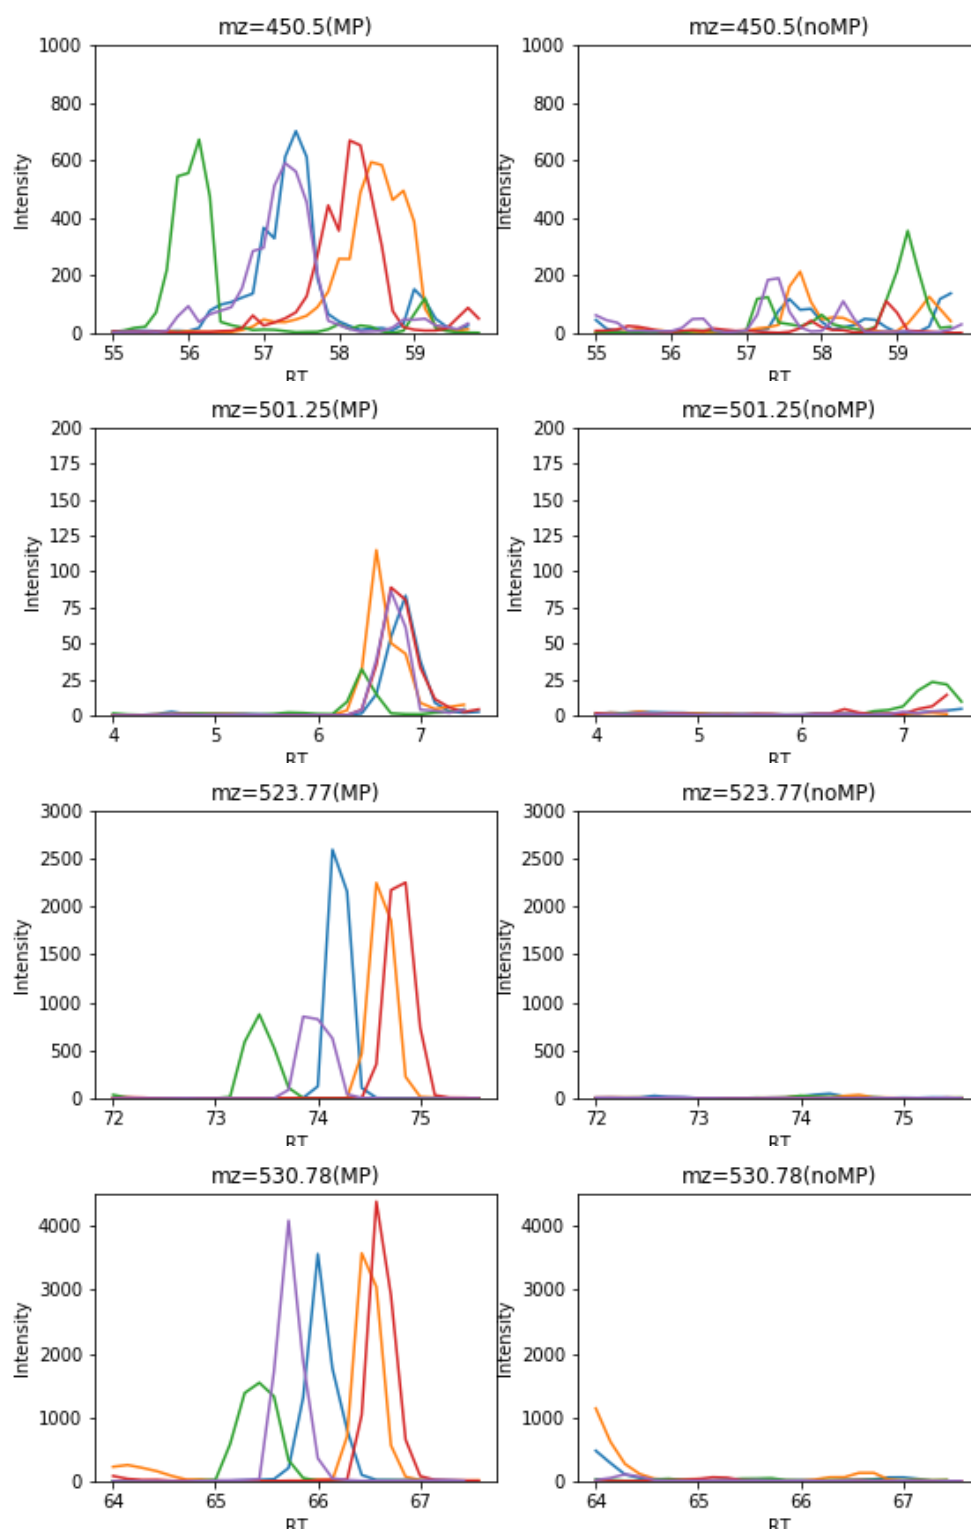 mz=450.5(MP)
Intensity
1000
800
600
400
200
0
55 56 57 58 59
RT
mz=450.5(noMP)
Intensity
1000
800
600
400
200
0
55 56 57 58 59
RT
mz=501.25(MP)
Intensity
200
175
150
125
100
75
50
25
0
4 5 6 7
RT
mz=501.25(noMP)
Intensity
200
175
150
125
100
75
50
25
0
4 5 6 7
RT
mz=523.77(MP)
Intensity
3000
2500
2000
1500
1000
500
0
72 73 74 75
RT
mz=523.77(noMP)
Intensity
3000
2500
2000
1500
1000
500
0
72 73 74 75
RT
mz=530.78(MP)
Intensity
4000
3000
2000
1000
0
64 65 66 67
RT
mz=530.78(noMP)
Intensity
4000
3000
2000
1000
0
64 65 66 67
RT